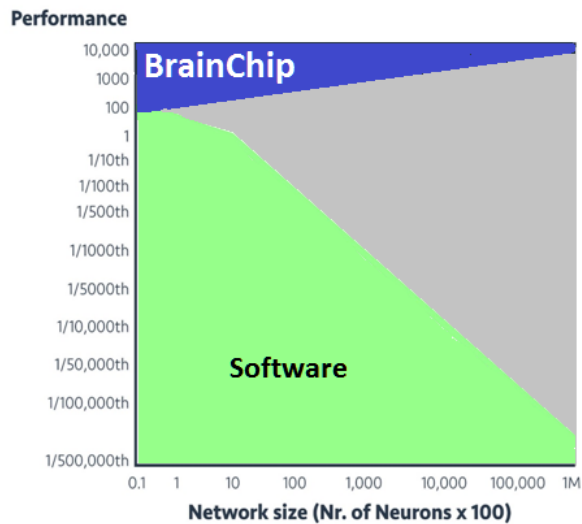 Performance
10,000
BrainChip
1000
100
1
1/10th
1/100th
1/500th
1/1000th
1/5000th
1/10,000th
1/50,000th
Software
1/100,000th
1/500,000th
0.1 1 10 100 1,000 10,000 100,000 1M
Network size (Nr. of Neurons x 100)